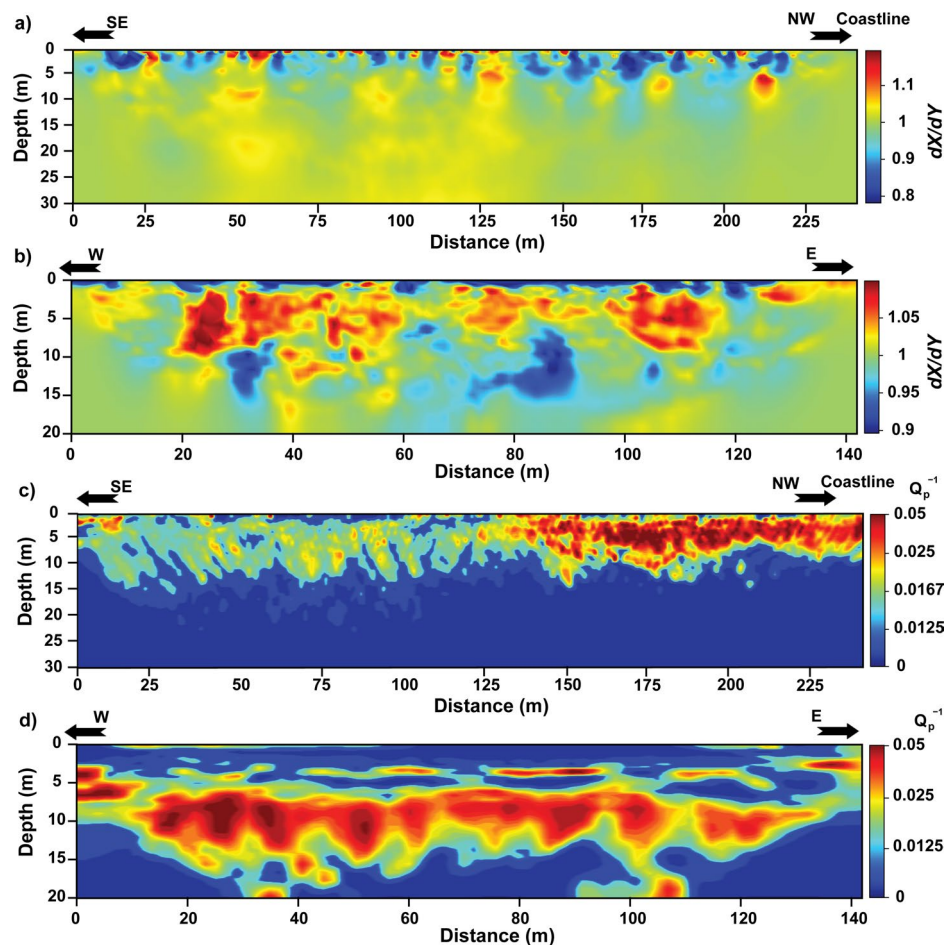 a) SE NW Coastline
Depth (m)
0
5
10
15
20
25
30
0 25 50 75 100 125 150 175 200 225
Distance (m)
1.1
1
0.9
0.8
dX/dY
b) W E
Depth (m)
0
5
10
15
20
0 20 40 60 80 100 120 140
Distance (m)
1.05
1
0.95
0.9
dX/dY
c) SE NW Coastline Qp⁻¹
Depth (m)
0
5
10
15
20
25
30
0 25 50 75 100 125 150 175 200 225
Distance (m)
0.05
0.025
0.0167
0.0125
0
d) W E Qp⁻¹
Depth (m)
0
5
10
15
20
0 20 40 60 80 100 120 140
Distance (m)
0.05
0.025
0.0125
0